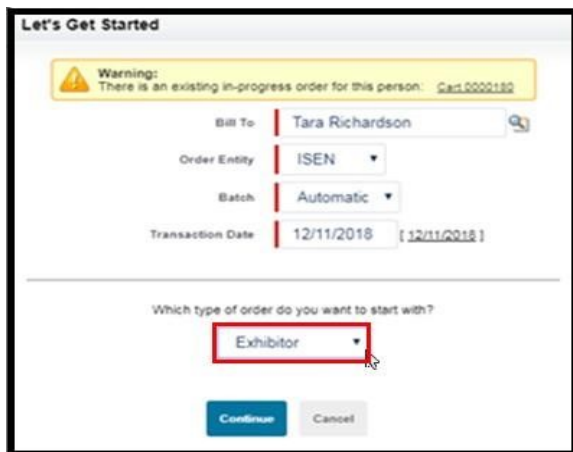 Let's Get Started
Warning:
There is an existing in-progress order for this person: Cart 0000180
Bill To Tara Richardson
Order Entity ISEN
Batch Automatic
Transaction Date 12/11/2018 [ 12/11/2018 ]
Which type of order do you want to start with?
Exhibitor
Continue Cancel